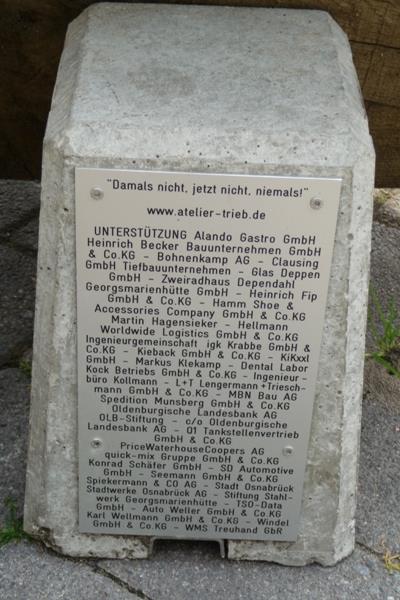 "Damals nicht, jetzt nicht, niemals!"
www.atelier-trieb.de
UNTERSTÜTZUNG Alando Gastro GmbH
Heinrich Becker Bauunternehmen GmbH
& Co.KG - Bohnenkamp AG - Clausing
GmbH Tiefbauunternehmen - Glas Deppen
GmbH - Zweiradhaus Dependahl
Georgsmarienhütte GmbH - Heinrich Fip
GmbH & Co.KG - Hamm Shoe &
Accessories Company GmbH & Co.KG
Martin Hagensieker - Hellmann
Worldwide Logistics GmbH & Co.KG
Ingenieurgemeinschaft igk Krabbe GmbH &
Co.KG - Kieback GmbH & Co.KG - KiKxxl
GmbH - Markus Klekamp - Dental Labor
Kock Betriebs GmbH & Co.KG - Ingenieur-
büro Kollmann - L+T Lengermann+Triesch-
mann GmbH & Co.KG - MBN Bau AG
Spedition Munsberg GmbH & Co.KG
Oldenburgische Landesbank AG
OLB-Stiftung - c/o Oldenburgische
Landesbank AG - Q1 Tankstellenvertrieb
GmbH & Co.KG
PriceWaterhouseCoopers AG
quick-mix Gruppe GmbH & Co.KG
Konrad Schäfer GmbH - SD Automotive
GmbH - Seemann GmbH & Co.KG
Spiekermann & CO AG - Stadt Osnabrück
Stadtwerke Osnabrück AG - Stiftung Stahl-
werk Georgsmarienhütte - TSO-Data
GmbH - Auto Weller GmbH & Co.KG
Karl Wellmann GmbH & Co.KG - Windel
GmbH & Co.KG - WMS Treuhand GbR